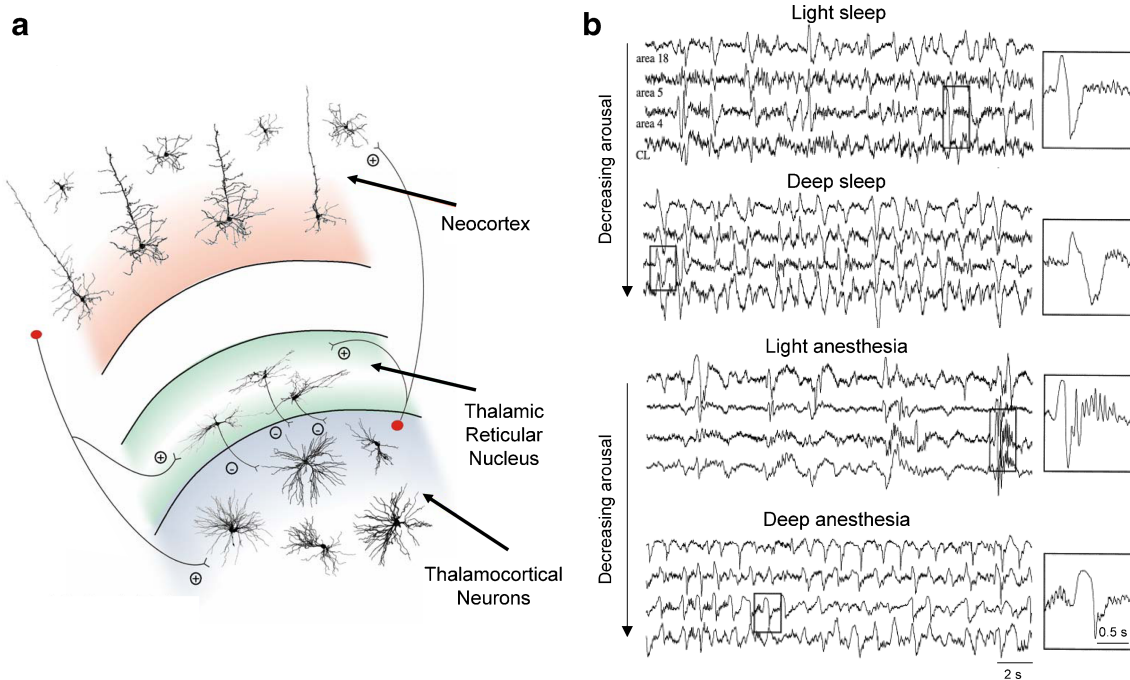 a
Neocortex
Thalamic
Reticular
Nucleus
Thalamocortical
Neurons
+
+
+
+
-
-
-
b
Decreasing arousal
Light sleep
area 18
area 5
area 4
CL
Deep sleep
Decreasing arousal
Light anesthesia
Deep anesthesia
0.5 s
2 s